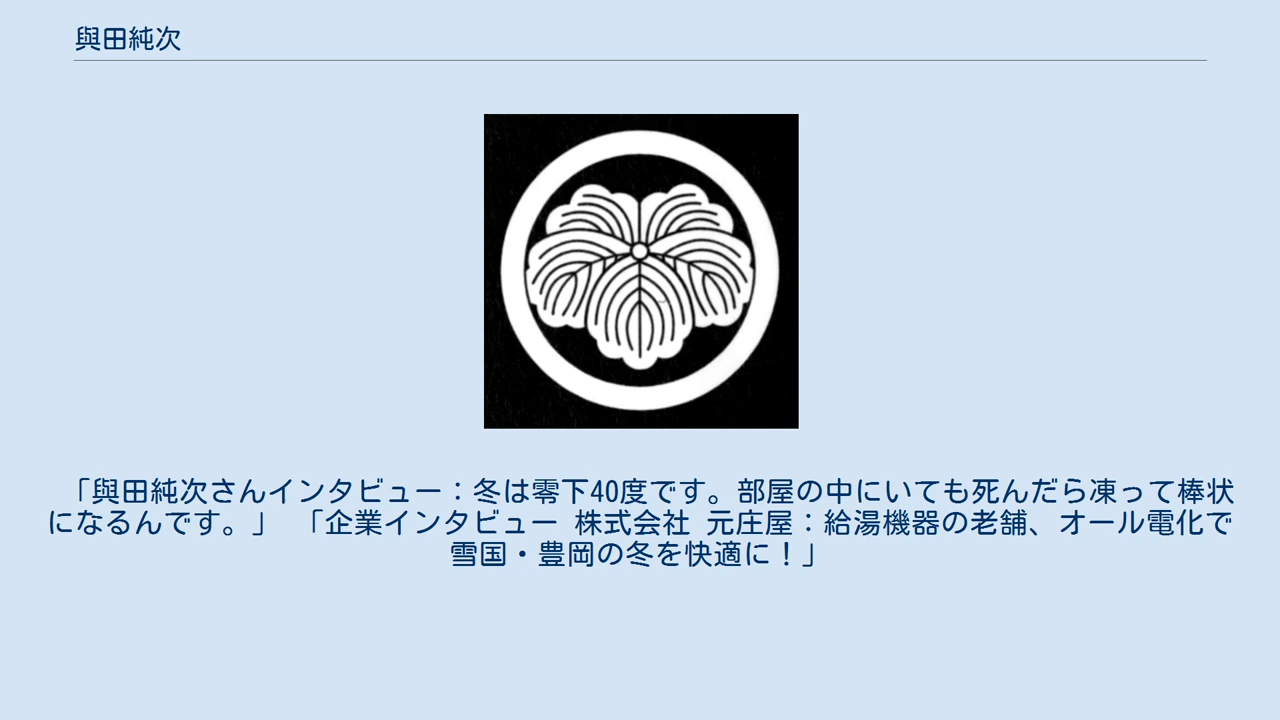 與田純次
「與田純次さんインタビュー：冬は零下40度です。部屋の中にいても死んだら凍って棒状
になるんです。」 「企業インタビュー 株式会社 元庄屋：給湯機器の老舗、オール電化で
雪国・豊岡の冬を快適に！」